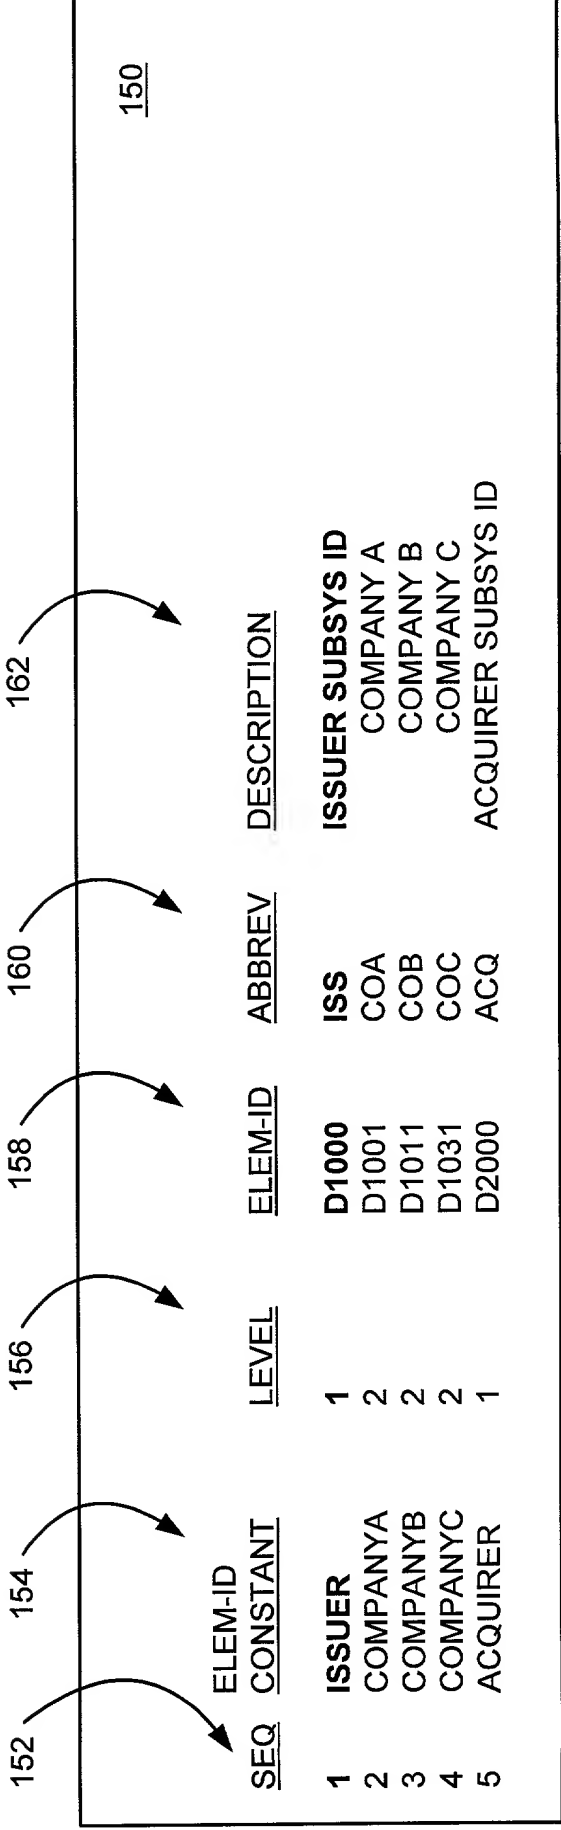 152 154 156 158 160 162
150
ELEM-ID
SEQ CONSTANT LEVEL ELEM-ID ABBREV DESCRIPTION
1 ISSUER 1 D1000 ISS ISSUER SUBSYS ID
2 COMPANYA 2 D1001 COA COMPANY A
3 COMPANYB 2 D1011 COB COMPANY B
4 COMPANYC 2 D1031 COC COMPANY C
5 ACQUIRER 1 D2000 ACQ ACQUIRER SUBSYS ID